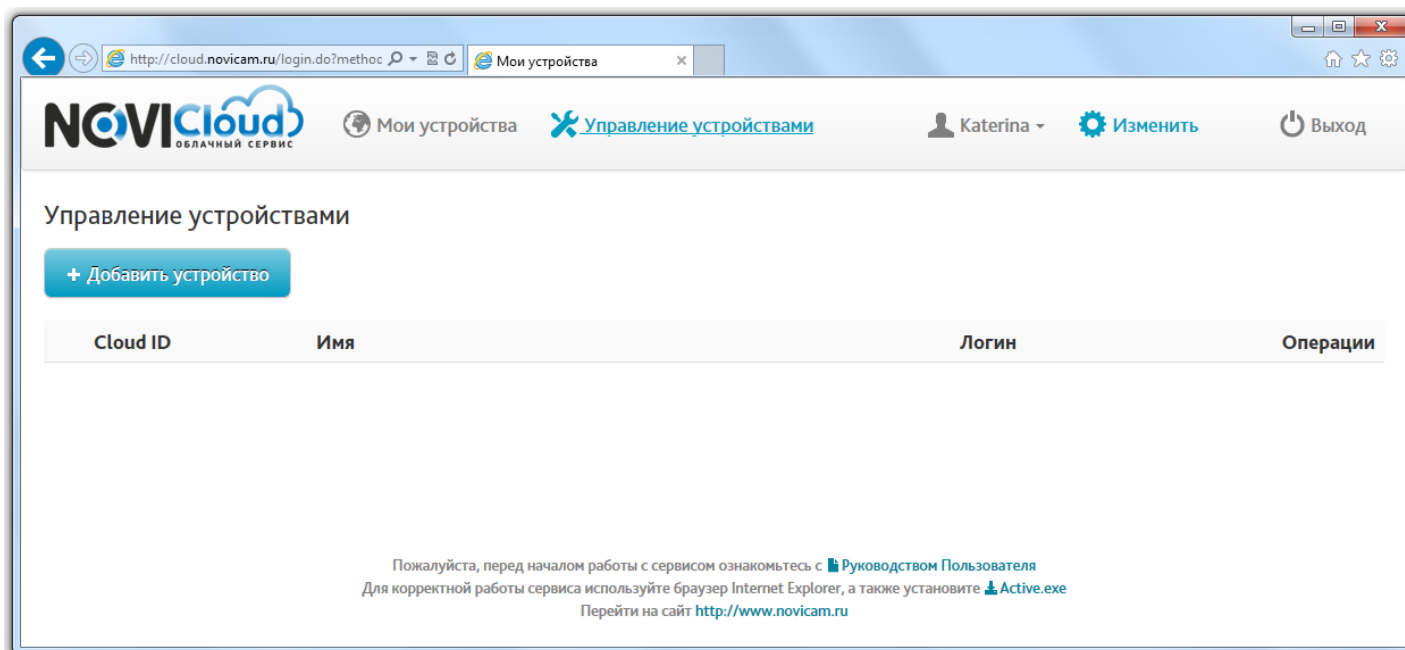 http://cloud.novicam.ru/login.do?method
Мои устройства
NOVICloud
ОБЛАЧНЫЙ СЕРВИС
Мои устройства
Управление устройствами
Katerina
Изменить
Выход
Управление устройствами
+ Добавить устройство
Cloud ID Имя Логин Операции
Пожалуйста, перед началом работы с сервисом ознакомьтесь с Руководством Пользователя
Для корректной работы сервиса используйте браузер Internet Explorer, а также установите Active.exe
Перейти на сайт http://www.novicam.ru